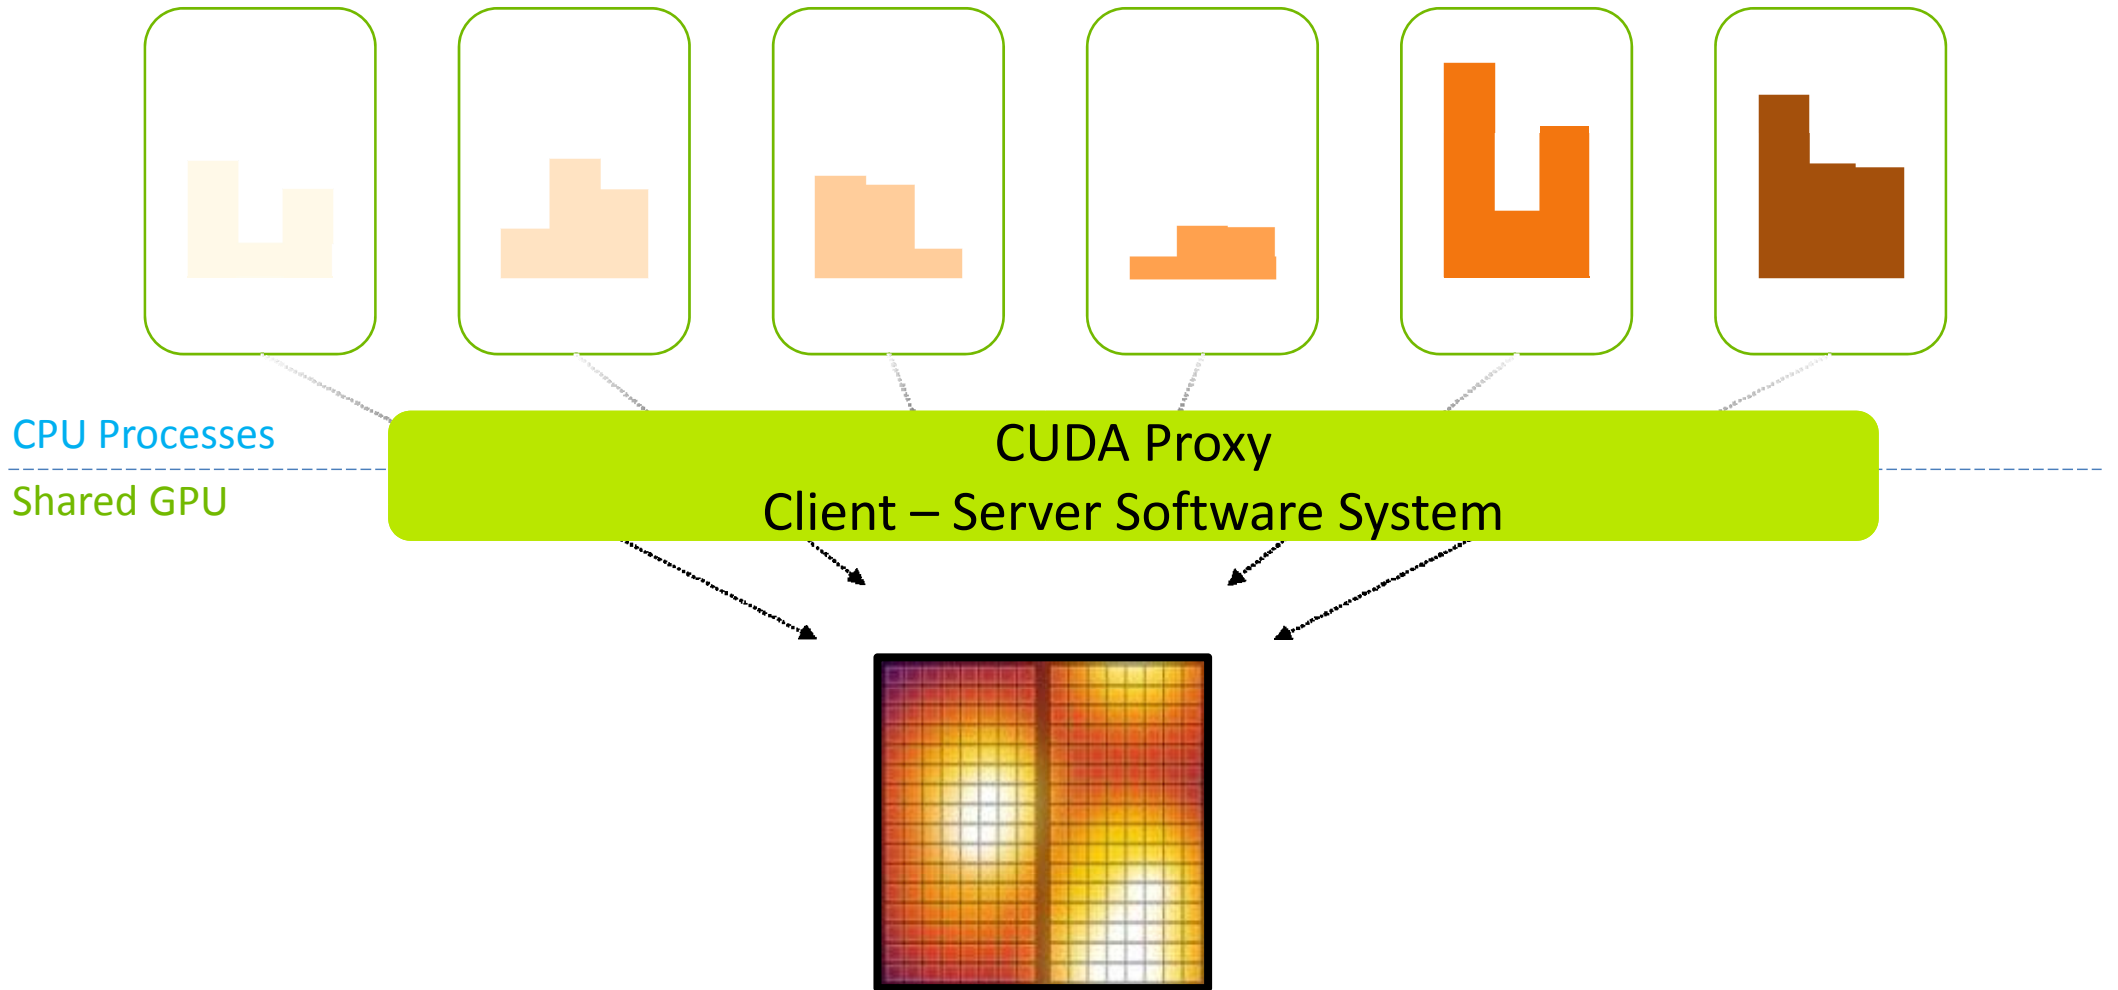 CPU Processes
CUDA Proxy
Shared GPU
Client – Server Software System